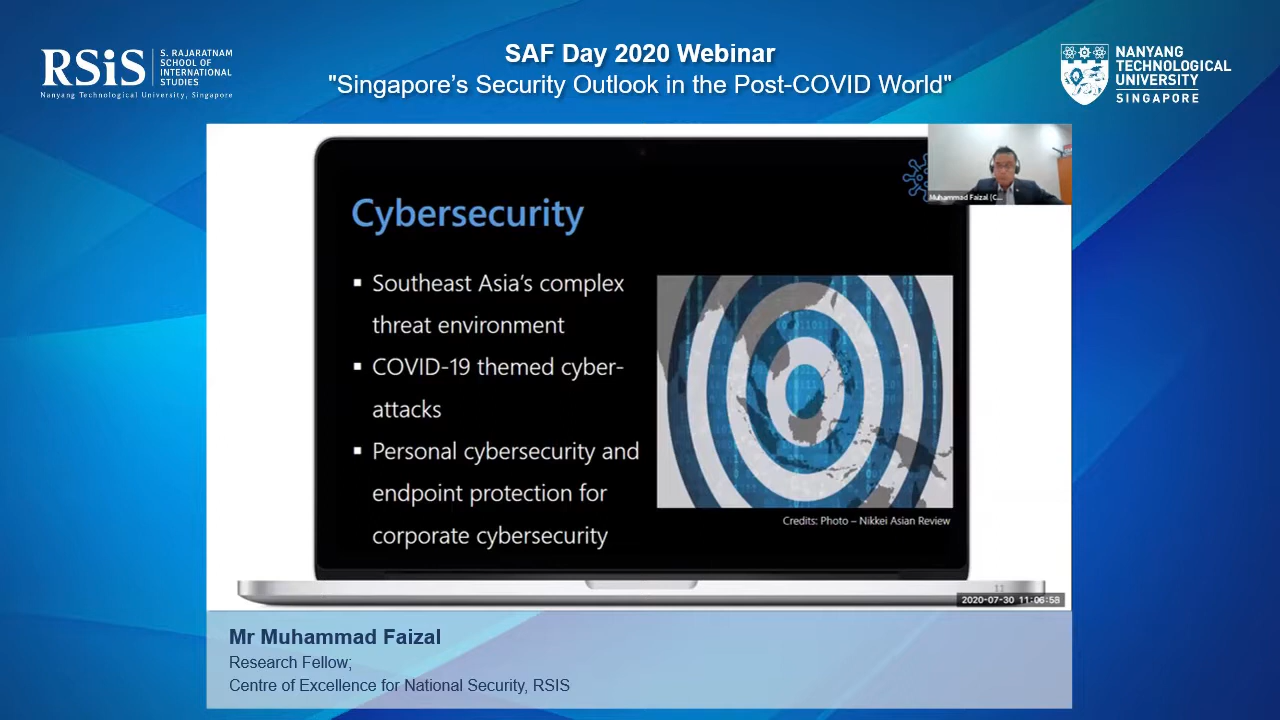 RSiS
S. RAJARATNAM
SCHOOL OF
INTERNATIONAL
STUDIES
Nanyang Technological University, Singapore
SAF Day 2020 Webinar
"Singapore’s Security Outlook in the Post-COVID World"
NANYANG
TECHNOLOGICAL
UNIVERSITY
SINGAPORE
Muhammad Faizal (C...
Cybersecurity
▪ Southeast Asia’s complex
threat environment
▪ COVID-19 themed cyber-
attacks
▪ Personal cybersecurity and
endpoint protection for
corporate cybersecurity
Credits: Photo – Nikkei Asian Review
11
2020-07-30 11:06:58
Mr Muhammad Faizal
Research Fellow;
Centre of Excellence for National Security, RSIS